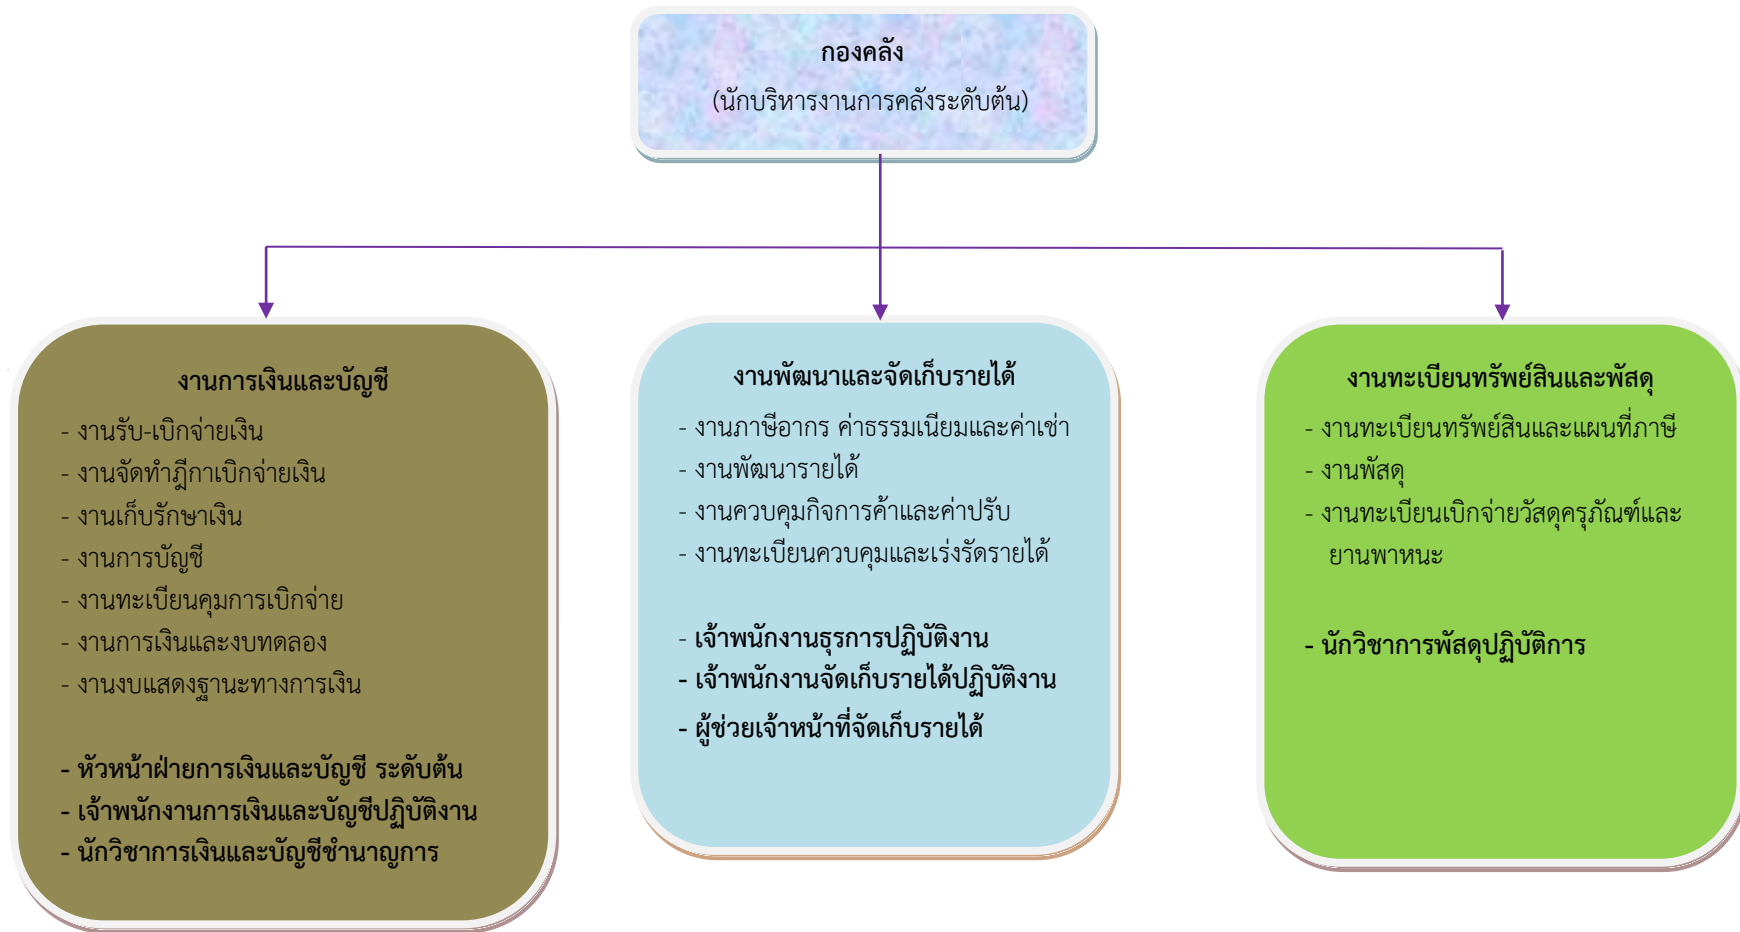 กองคลัง
(นักบริหารงานการคลังระดับต้น)
งานการเงินและบัญชี
- งานรับ-เบิกจ่ายเงิน
- งานจัดทำฎีกาเบิกจ่ายเงิน
- งานเก็บรักษาเงิน
- งานการบัญชี
- งานทะเบียนคุมการเบิกจ่าย
- งานการเงินและงบทดลอง
- งานงบแสดงฐานะทางการเงิน
- หัวหน้าฝ่ายการเงินและบัญชี ระดับต้น
- เจ้าพนักงานการเงินและบัญชีปฏิบัติงาน
- นักวิชาการเงินและบัญชีชำนาญการ
งานพัฒนาและจัดเก็บรายได้
- งานภาษีอากร ค่าธรรมเนียมและค่าเช่า
- งานพัฒนารายได้
- งานควบคุมกิจการค้าและค่าปรับ
- งานทะเบียนควบคุมและเร่งรัดรายได้
- เจ้าพนักงานธุรการปฏิบัติงาน
- เจ้าพนักงานจัดเก็บรายได้ปฏิบัติงาน
- ผู้ช่วยเจ้าหน้าที่จัดเก็บรายได้
งานทะเบียนทรัพย์สินและพัสดุ
- งานทะเบียนทรัพย์สินและแผนที่ภาษี
- งานพัสดุ
- งานทะเบียนเบิกจ่ายวัสดุครุภัณฑ์และ
ยานพาหนะ
- นักวิชาการพัสดุปฏิบัติการ